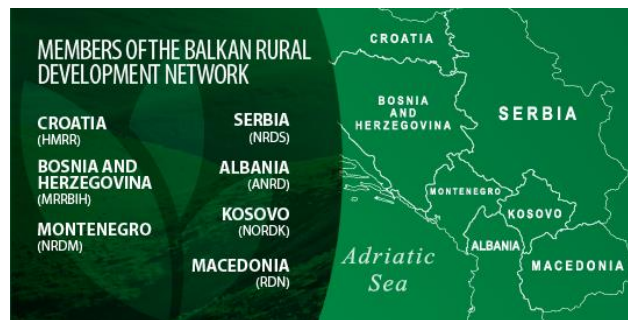 MEMBERS OF THE BALKAN RURAL
DEVELOPMENT NETWORK
CROATIA
(HMRR)
BOSNIA AND
HERZEGOVINA
(MRRBIH)
MONTENEGRO
(NRDM)
SERBIA
(NRDS)
ALBANIA
(ANRD)
KOSOVO
(NORDK)
MACEDONIA
(RDN)
CROATIA
BOSNIA
AND
HERZEGOVINA
SERBIA
MONTENEGRO
KOSOVO
ALBANIA
MACEDONIA
Adriatic
Sea